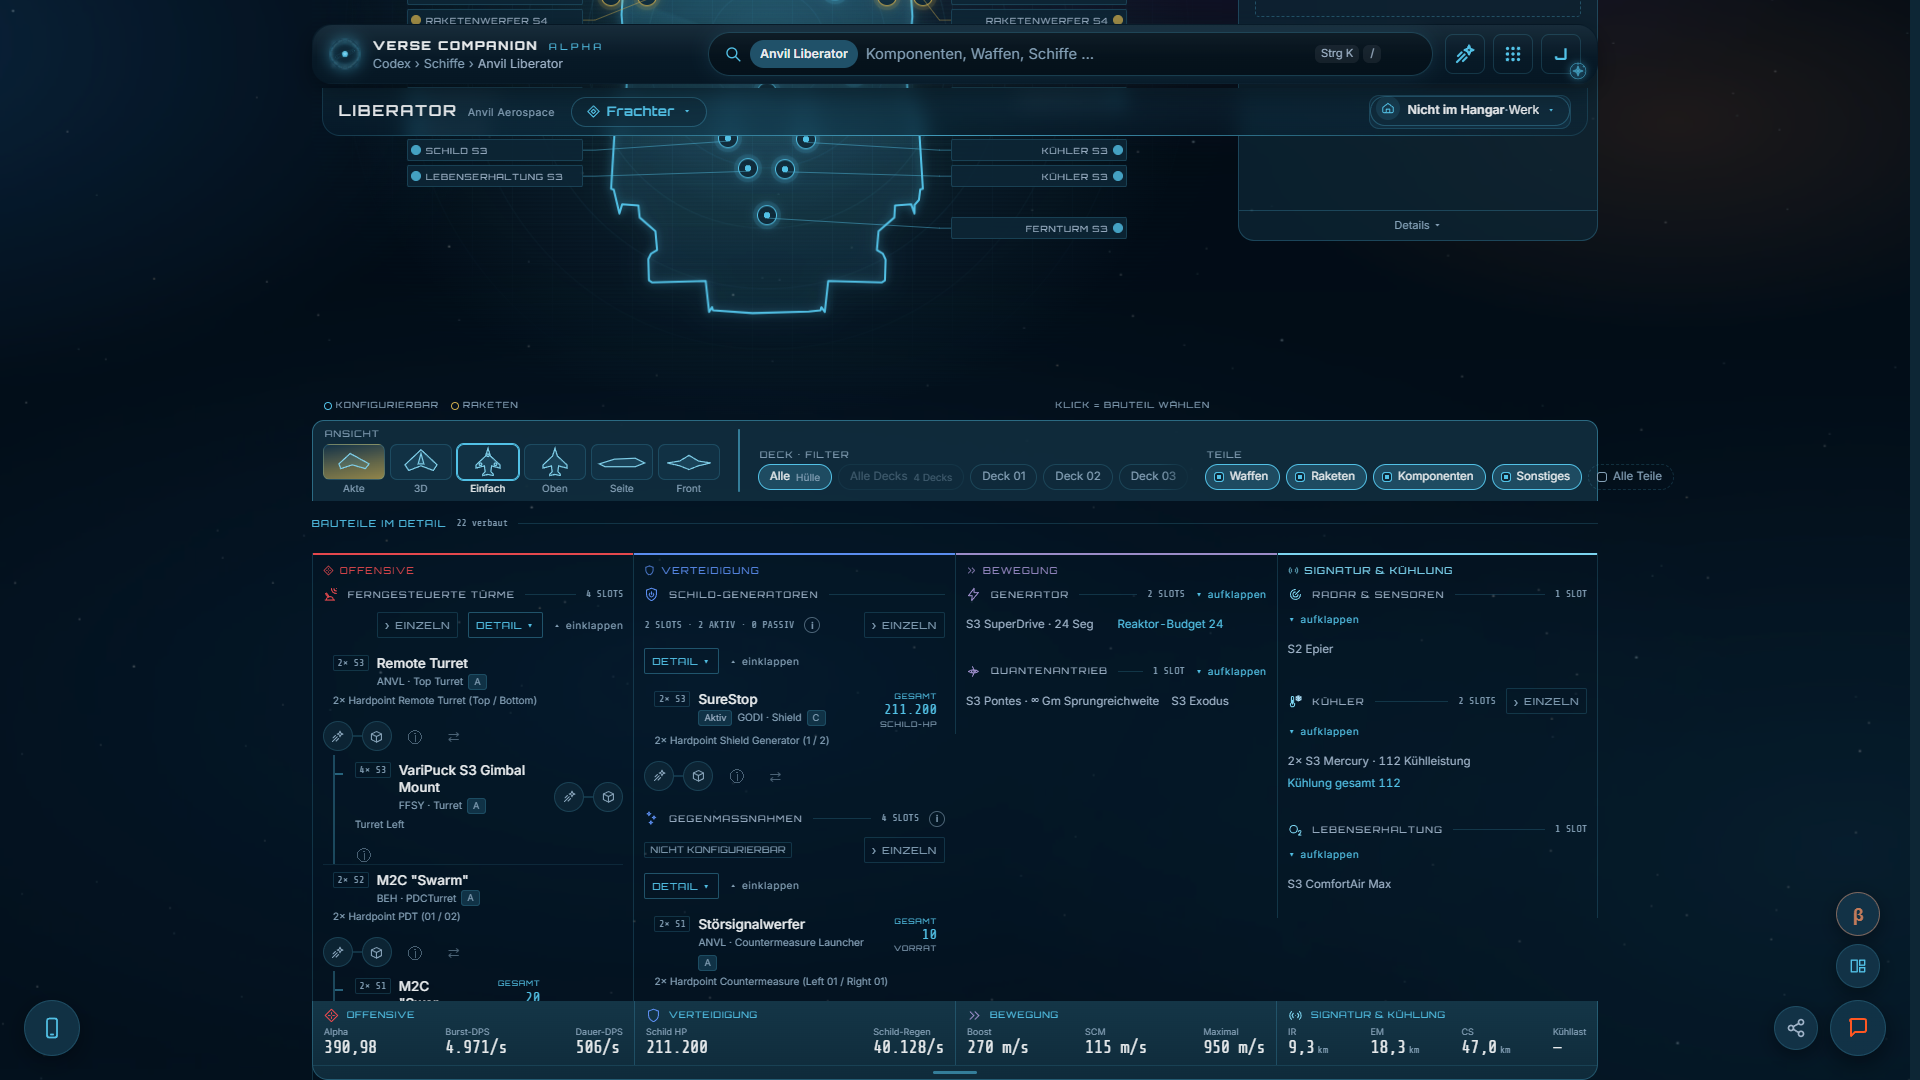 RAKETENWERFER S4
RAKETENWERFER S4
VERSE COMPANION ALPHA
Codex › Schiffe › Anvil Liberator
Anvil Liberator Komponenten, Waffen, Schiffe ... Strg K /
LIBERATOR Anvil Aerospace Frachter
Nicht im Hangar·Werk
SCHILD S3
KÜHLER S3
LEBENSERHALTUNG S3
KÜHLER S3
FERNTURM S3
Details
KONFIGURIERBAR RAKETEN
KLICK = BAUTEIL WÄHLEN
ANSICHT
Akte 3D Einfach Oben Seite Front
DECK · FILTER
Alle Hülle Alle Decks 4 Decks Deck 01 Deck 02 Deck 03
TEILE
Waffen Raketen Komponenten Sonstiges Alle Teile
BAUTEILE IM DETAIL 22 verbaut
OFFENSIVE
FERNGESTEUERTE TÜRME 4 SLOTS
› EINZELN DETAIL einklappen
2× S3 Remote Turret
ANVL · Top Turret A
2× Hardpoint Remote Turret (Top / Bottom)
4× S3 VariPuck S3 Gimbal
Mount
FFSY · Turret A
Turret Left
2× S2 M2C "Swarm"
BEH · PDCTurret A
2× Hardpoint PDT (01 / 02)
2× S1 M2C
"Swar
GESAMT
20
VERTEIDIGUNG
SCHILD-GENERATOREN
2 SLOTS · 2 AKTIV · 0 PASSIV › EINZELN
DETAIL einklappen
2× S3 SureStop
Aktiv GODI · Shield C
GESAMT
211.200
SCHILD-HP
2× Hardpoint Shield Generator (1 / 2)
GEGENMASSNAHMEN 4 SLOTS
NICHT KONFIGURIERBAR › EINZELN
DETAIL einklappen
2× S1 Störsignalwerfer
ANVL · Countermeasure Launcher
A
GESAMT
10
VORRAT
2× Hardpoint Countermeasure (Left 01 / Right 01)
BEWEGUNG
GENERATOR 2 SLOTS aufklappen
S3 SuperDrive · 24 Seg Reaktor-Budget 24
QUANTENANTRIEB 1 SLOT aufklappen
S3 Pontes · ∞ Gm Sprungreichweite S3 Exodus
SIGNATUR & KÜHLUNG
RADAR & SENSOREN 1 SLOT
aufklappen
S2 Epier
KÜHLER 2 SLOTS › EINZELN
aufklappen
2× S3 Mercury · 112 Kühlleistung
Kühlung gesamt 112
LEBENSERHALTUNG 1 SLOT
aufklappen
S3 ComfortAir Max
β
OFFENSIVE
Alpha Burst-DPS Dauer-DPS
390,98 4.971/s 506/s
VERTEIDIGUNG
Schild HP Schild-Regen
211.200 40.128/s
BEWEGUNG
Boost SCM Maximal
270 m/s 115 m/s 950 m/s
SIGNATUR & KÜHLUNG
IR EM CS Kühllast
9,3 km 18,3 km 47,0 km —